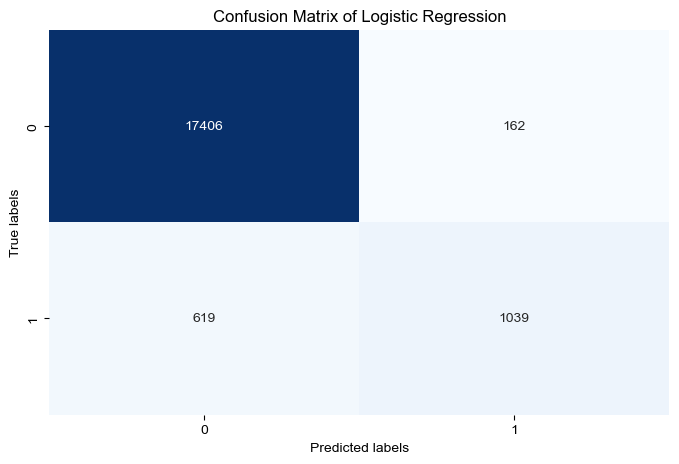 Confusion Matrix of Logistic Regression
True labels
0
17406
162
1
619
1039
0
1
Predicted labels